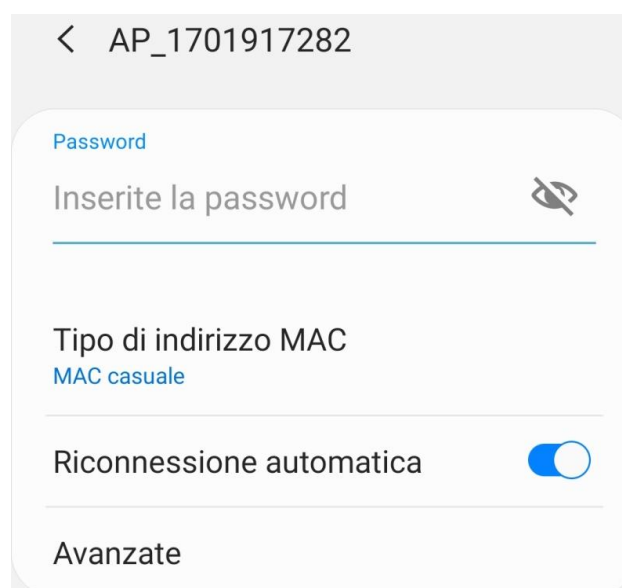 AP_1701917282
Password
Inserite la password
Tipo di indirizzo MAC
MAC casuale
Riconnessione automatica
Avanzate